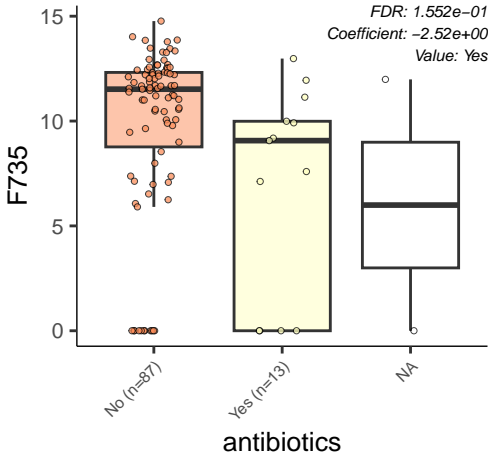 FDR: 1.552e−01
Coefficient: −2.52e+00
Value: Yes
15
10
5
0
F735
No (n=87)
Yes (n=13)
NA
antibiotics